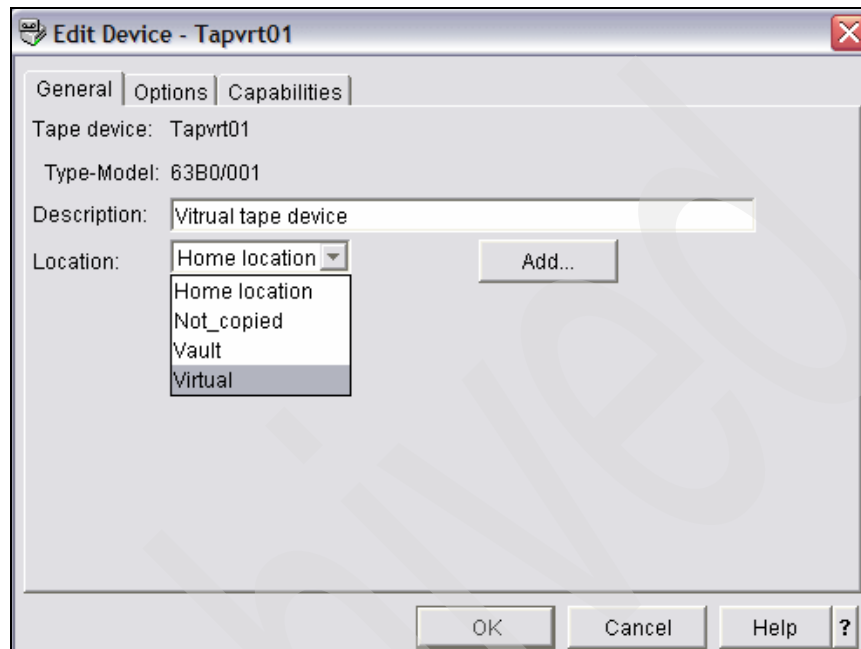 Edit Device - Tapvrt01
General Options Capabilities
Tape device: Tapvrt01
Type-Model: 63B0/001
Description: Vitrual tape device
Location: Home location Add...
Home location
Not_copied
Vault
Virtual
OK Cancel Help ?